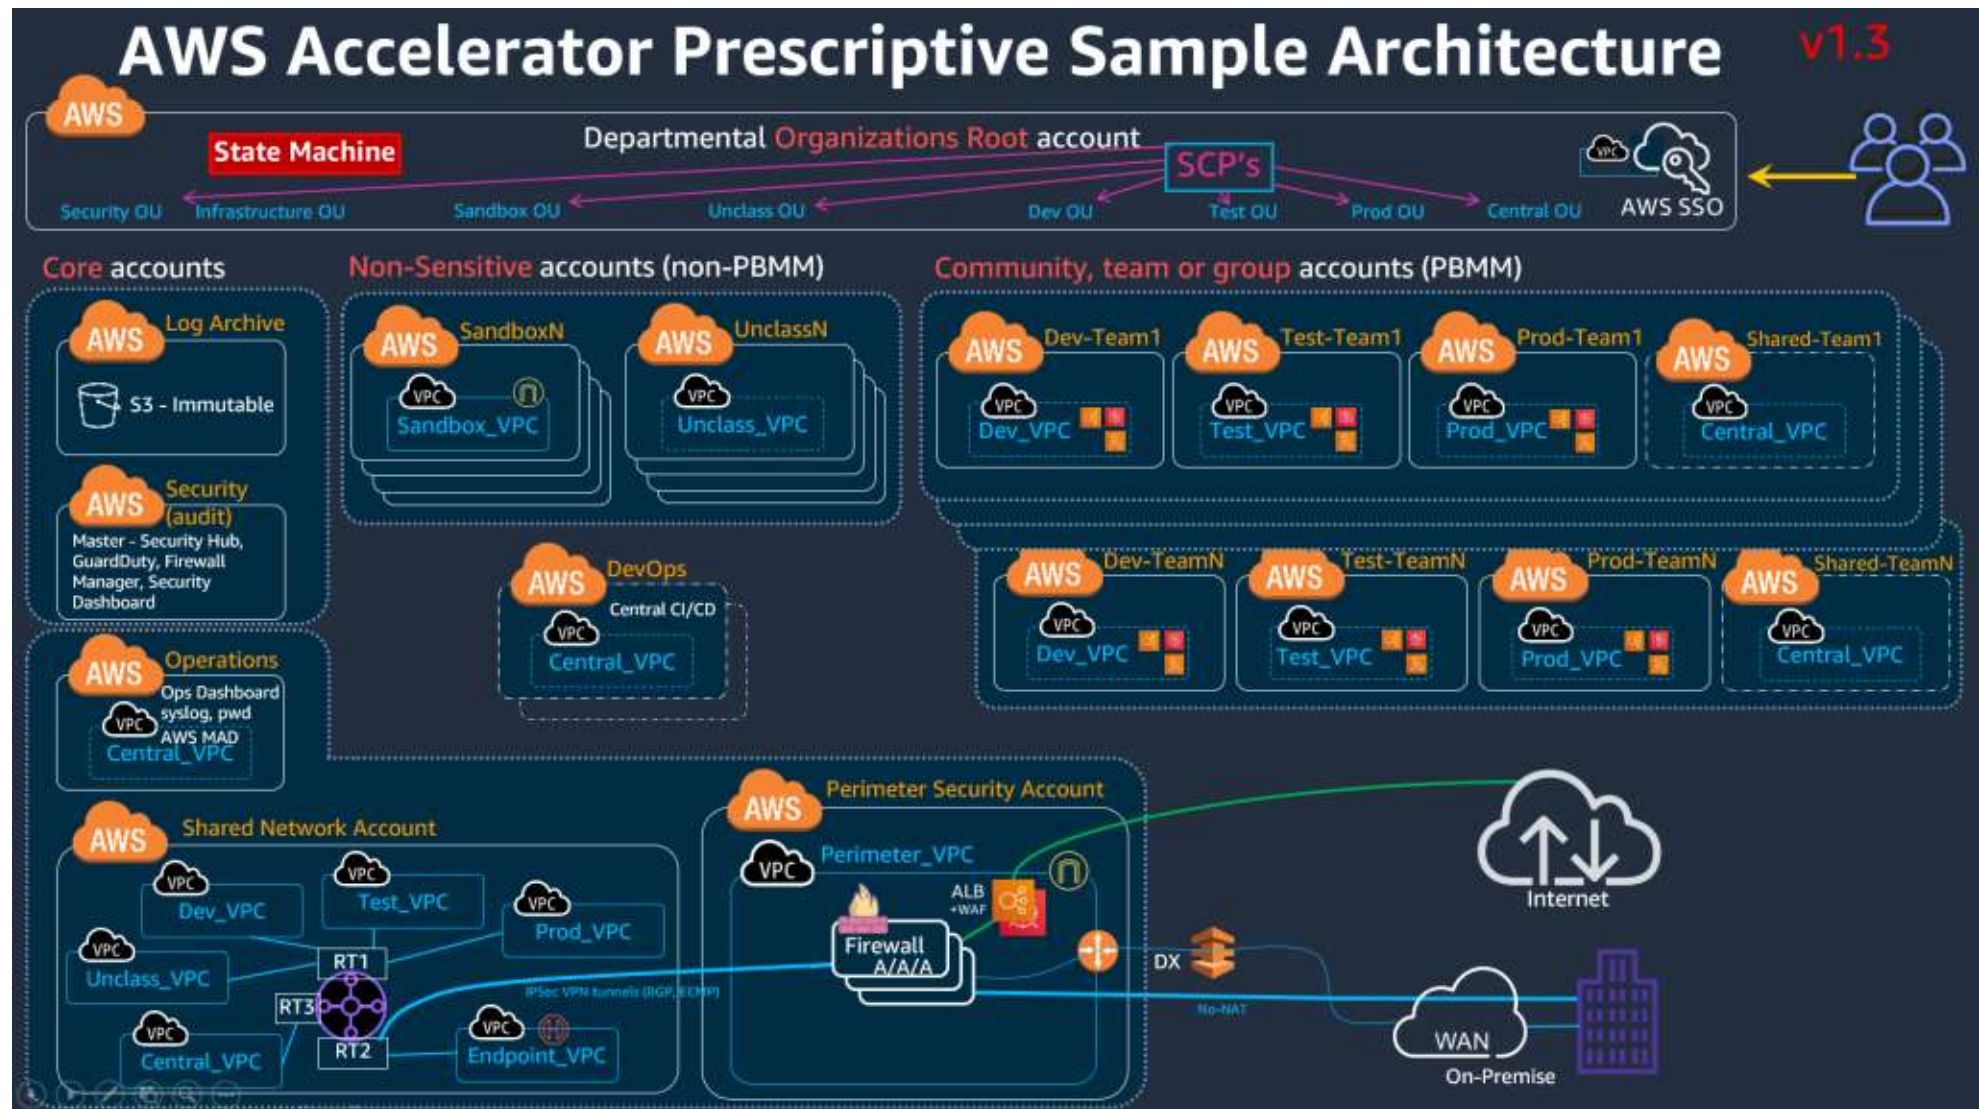 AWS Accelerator Prescriptive Sample Architecture
v1.3
AWS
State Machine
Departmental Organizations Root account
SCP's
VPC
AWS SSO
Security OU
Infrastructure OU
Sandbox OU
Unclass OU
Dev OU
Test OU
Prod OU
Central OU
Core accounts
Non-Sensitive accounts (non-PBMM)
Community, team or group accounts (PBMM)
AWS
Log Archive
S3 - Immutable
AWS
Security
(audit)
Master - Security Hub,
GuardDuty, Firewall
Manager, Security
Dashboard
AWS
SandboxN
VPC
Sandbox_VPC
AWS
UnclassN
VPC
Unclass_VPC
AWS
Dev-Team1
VPC
Dev_VPC
AWS
Test-Team1
VPC
Test_VPC
AWS
Prod-Team1
VPC
Prod_VPC
AWS
Shared-Team1
VPC
Central_VPC
AWS
Dev-TeamN
VPC
Dev_VPC
AWS
Test-TeamN
VPC
Test_VPC
AWS
Prod-TeamN
VPC
Prod_VPC
AWS
Shared-TeamN
VPC
Central_VPC
AWS
DevOps
Central CI/CD
VPC
Central_VPC
AWS
Operations
Ops Dashboard
syslog, pwd
VPC
AWS MAD
Central_VPC
AWS
Shared Network Account
VPC
Dev_VPC
VPC
Test_VPC
VPC
Prod_VPC
VPC
Unclass_VPC
RT1
RT3
RT2
VPC
Central_VPC
VPC
Endpoint_VPC
IPSec VPN tunnels (BGP, ECMP)
AWS
Perimeter Security Account
VPC
Perimeter_VPC
ALB
+WAF
Firewall
A/A/A
DX
No-NAT
Internet
WAN
On-Premise